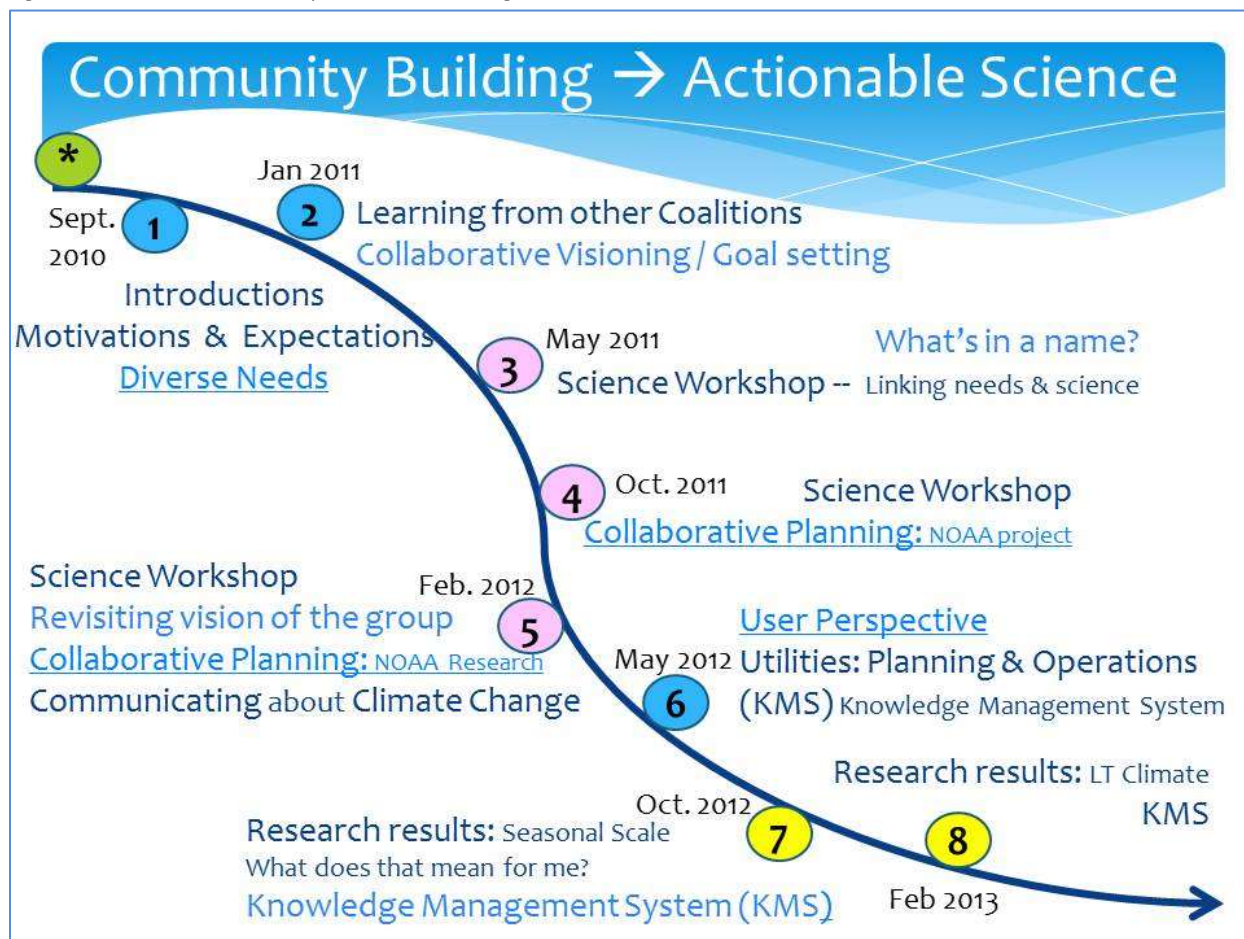 Community Building → Actionable Science
*
Sept.
2010
1
Introductions
Motivations & Expectations
Diverse Needs
Jan 2011
2
Learning from other Coalitions
Collaborative Visioning / Goal setting
3
May 2011
What's in a name?
Science Workshop -- Linking needs & science
4
Oct. 2011
Science Workshop
Collaborative Planning: NOAA project
Feb. 2012
5
Science Workshop
Revisiting vision of the group
Collaborative Planning: NOAA Research
Communicating about Climate Change
May 2012
6
User Perspective
Utilities: Planning & Operations
(KMS) Knowledge Management System
Oct. 2012
7
Research results: Seasonal Scale
What does that mean for me?
Knowledge Management System (KMS)
8
Feb 2013
Research results: LT Climate
KMS